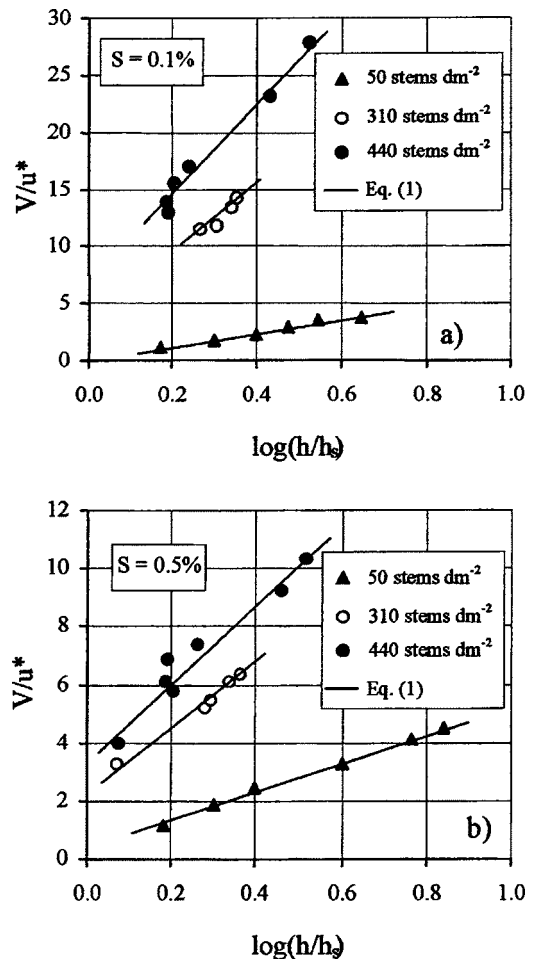 30
25
20
15
10
5
0
V/u*
S = 0.1%
50 stems dm⁻²
310 stems dm⁻²
440 stems dm⁻²
Eq. (1)
a)
0.0 0.2 0.4 0.6 0.8 1.0
log(h/hₛ)
12
10
8
6
4
2
0
V/u*
S = 0.5%
50 stems dm⁻²
310 stems dm⁻²
440 stems dm⁻²
Eq. (1)
b)
0.0 0.2 0.4 0.6 0.8 1.0
log(h/hₛ)